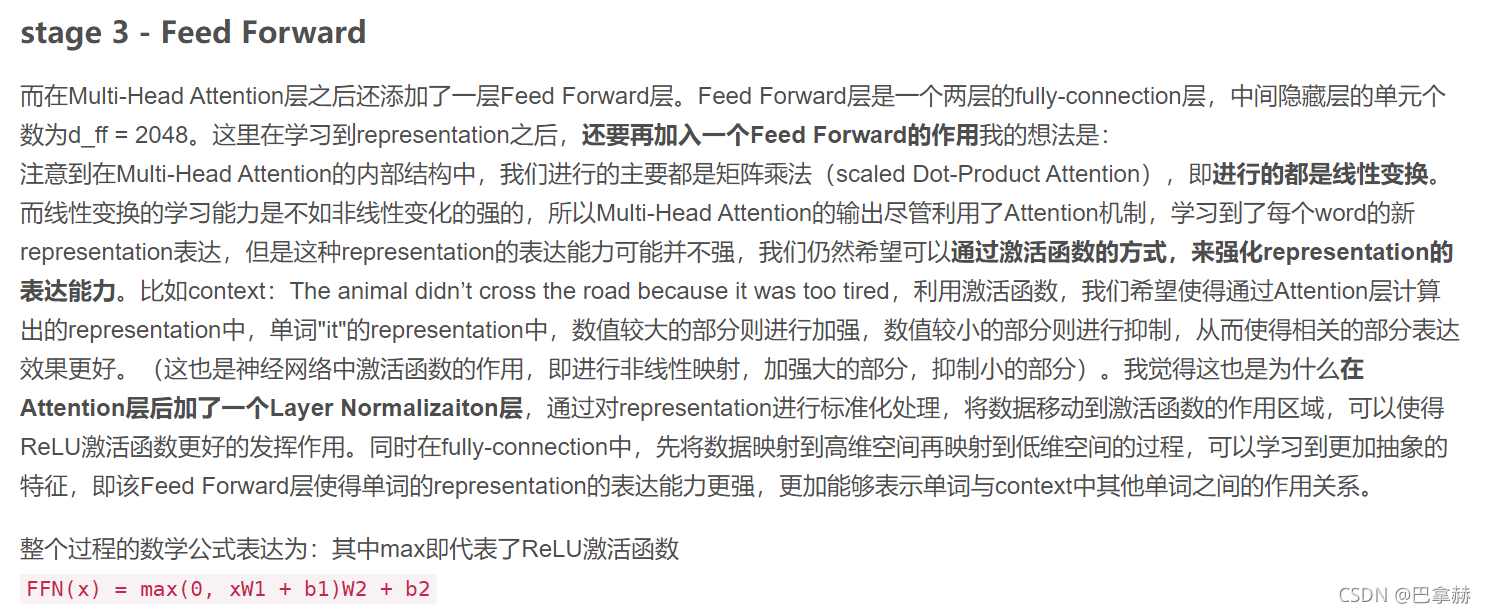 stage 3 - Feed Forward
而在Multi-Head Attention层之后还添加了一层Feed Forward层。Feed Forward层是一个两层的fully-connection层，中间隐藏层的单元个
数为d_ff = 2048。这里在学习到representation之后，还要再加入一个Feed Forward的作用我的想法是：
注意到在Multi-Head Attention的内部结构中，我们进行的主要都是矩阵乘法（scaled Dot-Product Attention），即进行的都是线性变换。
而线性变换的学习能力是不如非线性变化的强的，所以Multi-Head Attention的输出尽管利用了Attention机制，学习到了每个word的新
representation表达，但是这种representation的表达能力可能并不强，我们仍然希望可以通过激活函数的方式，来强化representation的
表达能力。比如context：The animal didn’t cross the road because it was too tired，利用激活函数，我们希望使得通过Attention层计算
出的representation中，单词"it"的representation中，数值较大的部分则进行加强，数值较小的部分则进行抑制，从而使得相关的部分表达
效果更好。（这也是神经网络中激活函数的作用，即进行非线性映射，加强大的部分，抑制小的部分）。我觉得这也是为什么在
Attention层后加了一个Layer Normalizaiton层，通过对representation进行标准化处理，将数据移动到激活函数的作用区域，可以使得
ReLU激活函数更好的发挥作用。同时在fully-connection中，先将数据映射到高维空间再映射到低维空间的过程，可以学习到更加抽象的
特征，即该Feed Forward层使得单词的representation的表达能力更强，更加能够表示单词与context中其他单词之间的作用关系。
整个过程的数学公式表达为：其中max即代表了ReLU激活函数
FFN(x) = max(0, xW1 + b1)W2 + b2
CSDN @巴拿赫